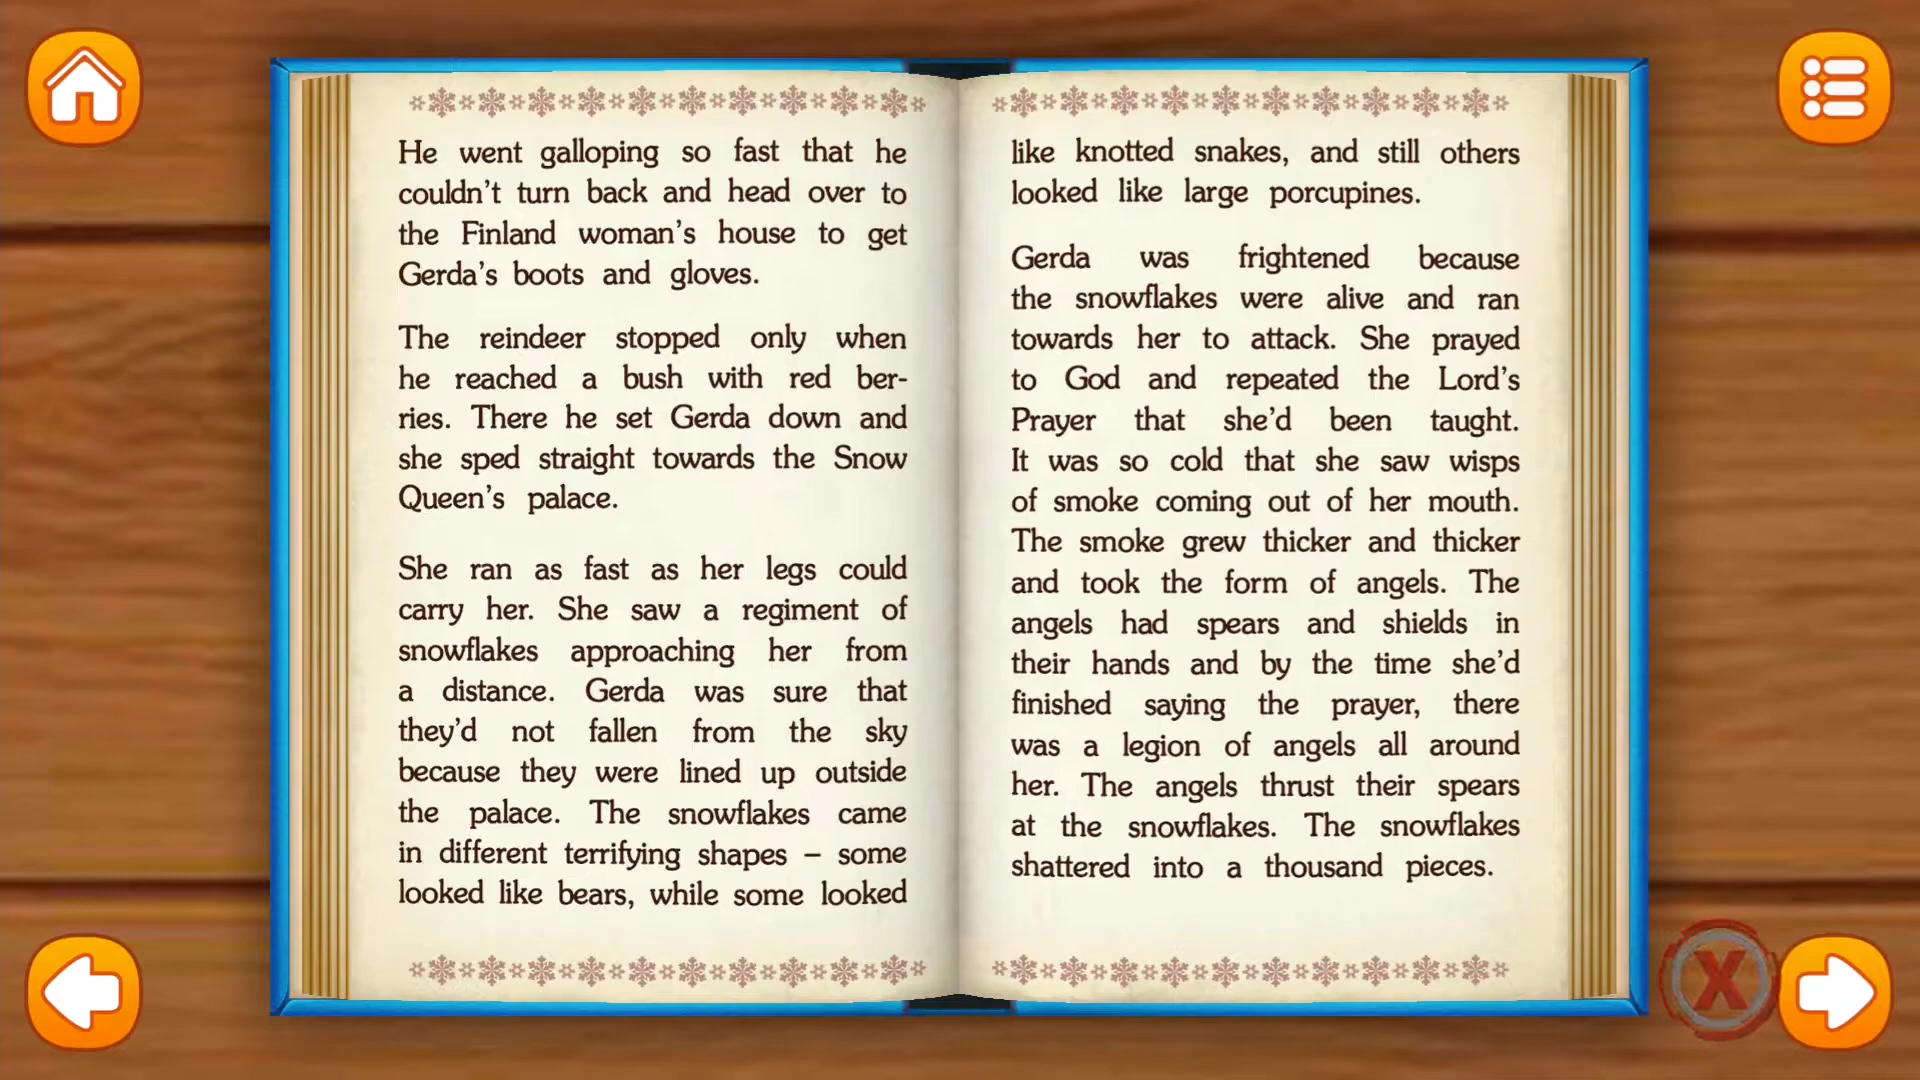 He went galloping so fast that he
couldn't turn back and head over to
the Finland woman's house to get
Gerda's boots and gloves.
The reindeer stopped only when
he reached a bush with red ber-
ries. There he set Gerda down and
she sped straight towards the Snow
Queen's palace.
She ran as fast as her legs could
carry her. She saw a regiment of
snowflakes approaching her from
a distance. Gerda was sure that
they'd not fallen from the sky
because they were lined up outside
the palace. The snowflakes came
in different terrifying shapes – some
looked like bears, while some looked
like knotted snakes, and still others
looked like large porcupines.
Gerda was frightened because
the snowflakes were alive and ran
towards her to attack. She prayed
to God and repeated the Lord's
Prayer that she'd been taught.
It was so cold that she saw wisps
of smoke coming out of her mouth.
The smoke grew thicker and thicker
and took the form of angels. The
angels had spears and shields in
their hands and by the time she'd
finished saying the prayer, there
was a legion of angels all around
her. The angels thrust their spears
at the snowflakes. The snowflakes
shattered into a thousand pieces.
X